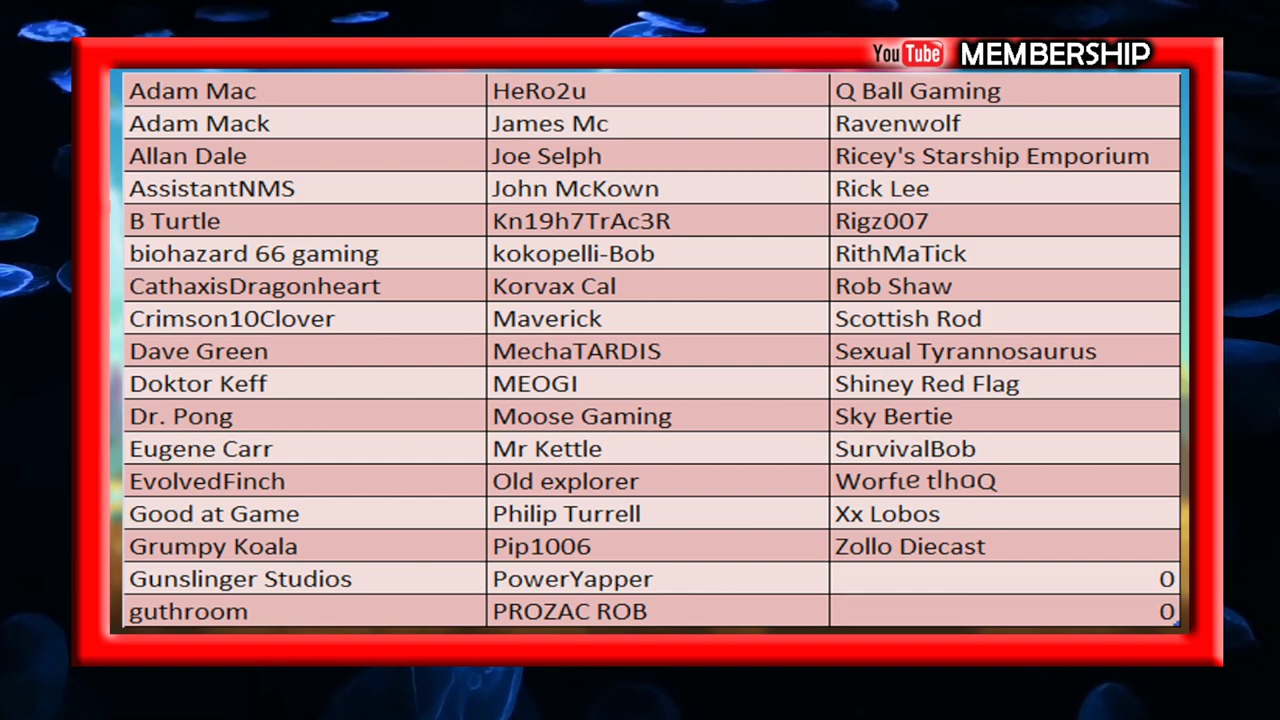 YouTube MEMBERSHIP
Adam Mac HeRo2u Q Ball Gaming
Adam Mack James Mc Ravenwolf
Allan Dale Joe Selph Ricey's Starship Emporium
AssistantNMS John McKown Rick Lee
B Turtle Kn19h7TrAc3R Rigz007
biohazard 66 gaming kokopelli-Bob RithMaTick
CathaxisDragonheart Korvax Cal Rob Shaw
Crimson10Clover Maverick Scottish Rod
Dave Green MechaTARDIS Sexual Tyrannosaurus
Doktor Keff MEOGI Shiney Red Flag
Dr. Pong Moose Gaming Sky Bertie
Eugene Carr Mr Kettle SurvivalBob
EvolvedFinch Old explorer Worfɩɐ tlhɑQ
Good at Game Philip Turrell Xx Lobos
Grumpy Koala Pip1006 Zollo Diecast
Gunslinger Studios PowerYapper 0
guthroom PROZAC ROB 0